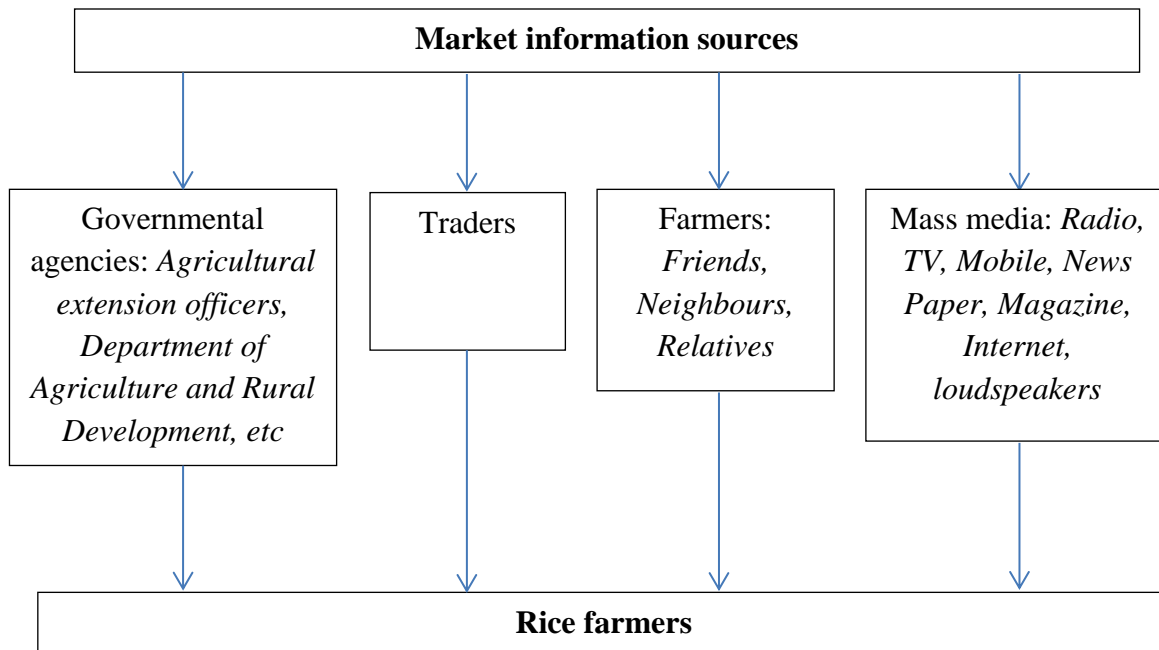 Market information sources
Governmental
agencies: Agricultural
extension officers,
Department of
Agriculture and Rural
Development, etc
Traders
Farmers:
Friends,
Neighbours,
Relatives
Mass media: Radio,
TV, Mobile, News
Paper, Magazine,
Internet,
loudspeakers
Rice farmers